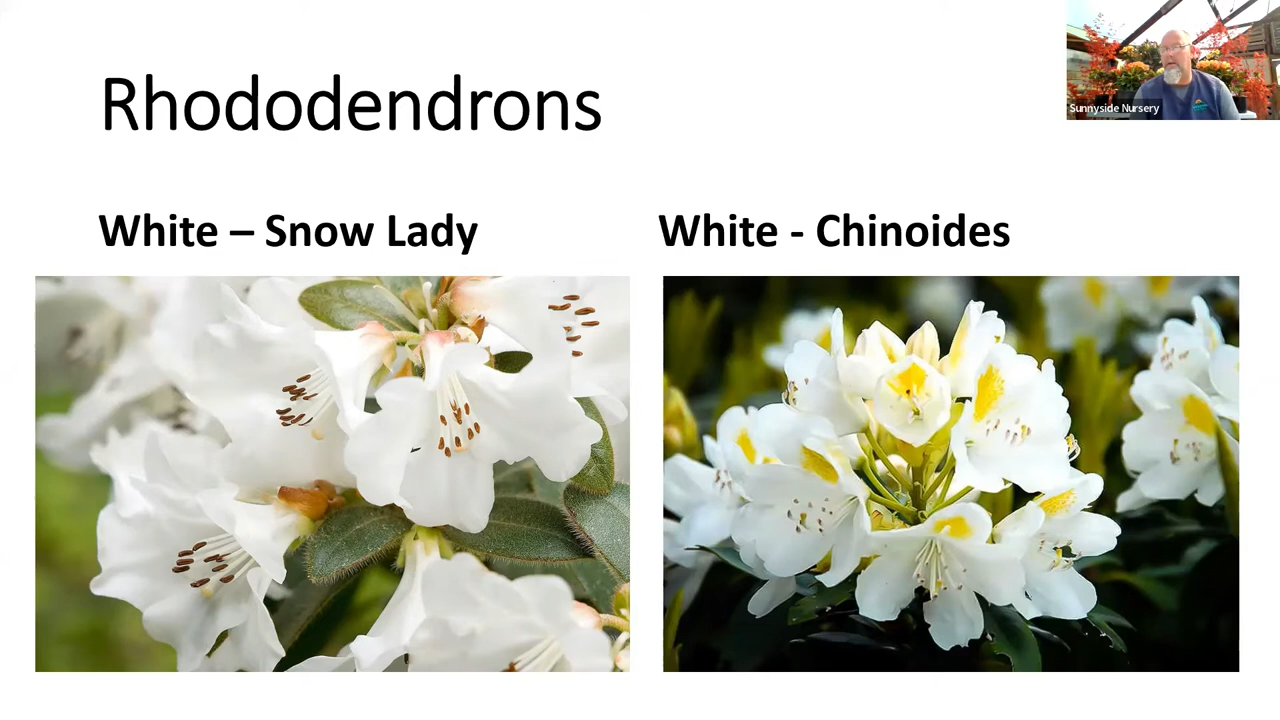 Rhododendrons
Sunnyside Nursery
White – Snow Lady
White - Chinoides